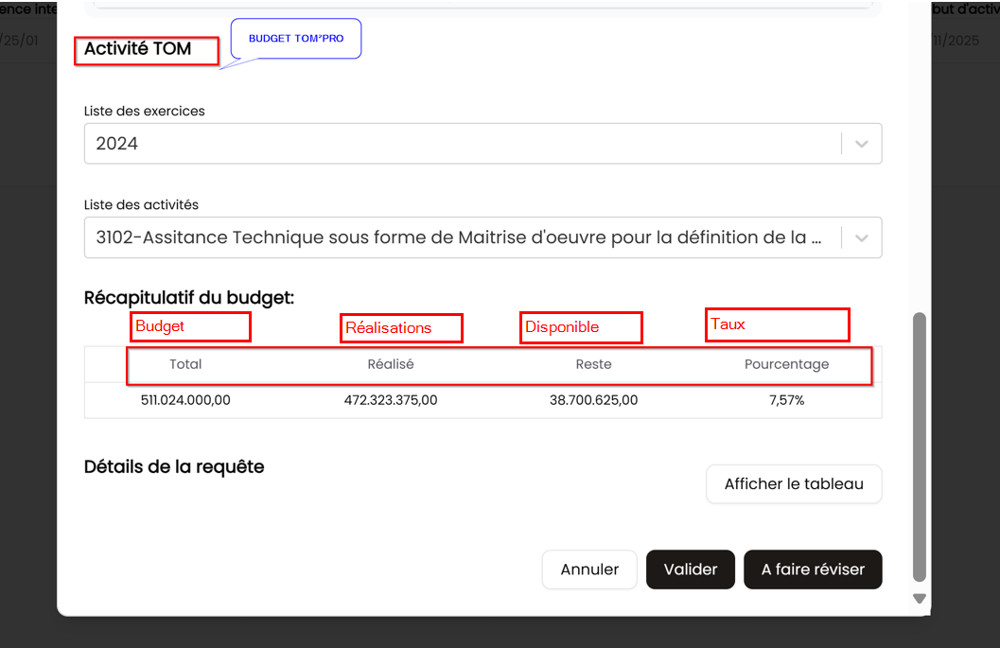 ence inte
but d'activ
/25/01
11/2025
Activité TOM
BUDGET TOM²PRO
Liste des exercices
2024
Liste des activités
3102-Assitance Technique sous forme de Maitrise d'oeuvre pour la définition de la ...
Récapitulatif du budget:
Budget Réalisations Disponible Taux
Total Réalisé Reste Pourcentage
511.024.000,00 472.323.375,00 38.700.625,00 7,57%
Détails de la requête
Afficher le tableau
Annuler Valider A faire réviser